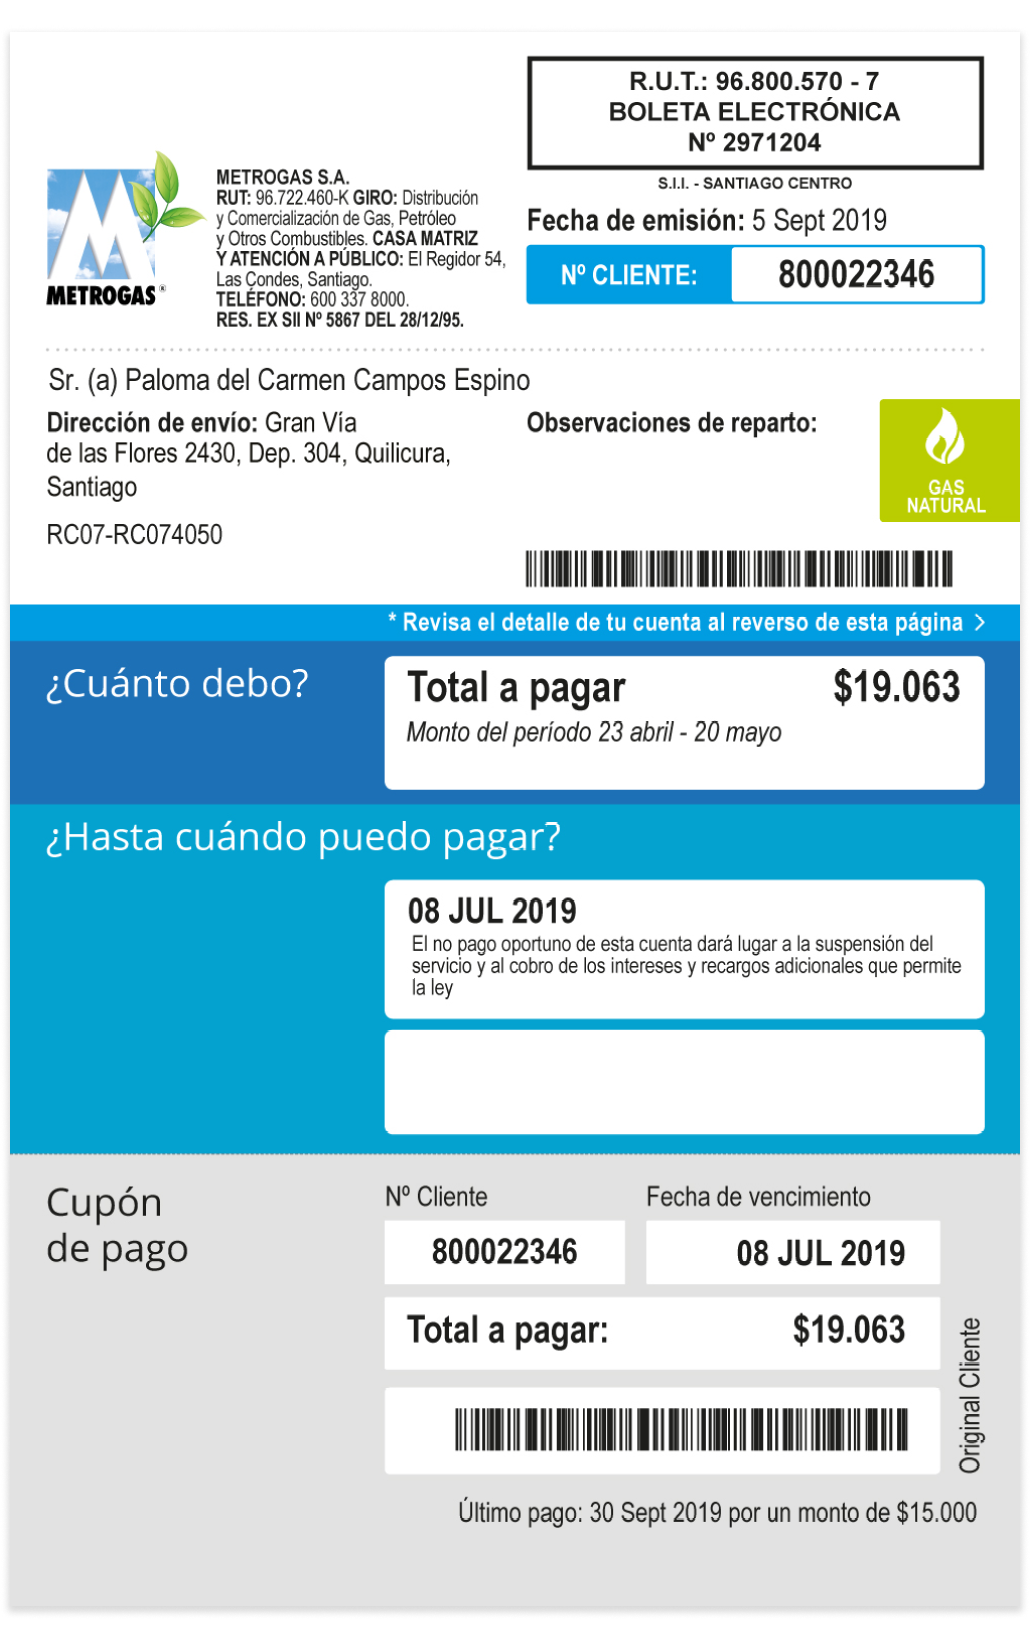 R.U.T.: 96.800.570 - 7
BOLETA ELECTRÓNICA
Nº 2971204
S.I.I. - SANTIAGO CENTRO
Fecha de emisión: 5 Sept 2019
Nº CLIENTE: 800022346
METROGAS®
METROGAS S.A.
RUT: 96.722.460-K GIRO: Distribución
y Comercialización de Gas, Petróleo
y Otros Combustibles. CASA MATRIZ
Y ATENCIÓN A PÚBLICO: El Regidor 54,
Las Condes, Santiago.
TELÉFONO: 600 337 8000.
RES. EX SII Nº 5867 DEL 28/12/95.
Sr. (a) Paloma del Carmen Campos Espino
Dirección de envío: Gran Vía
de las Flores 2430, Dep. 304, Quilicura,
Santiago
RC07-RC074050
Observaciones de reparto:
GAS
NATURAL
* Revisa el detalle de tu cuenta al reverso de esta página >
¿Cuánto debo?
Total a pagar $19.063
Monto del período 23 abril - 20 mayo
¿Hasta cuándo puedo pagar?
08 JUL 2019
El no pago oportuno de esta cuenta dará lugar a la suspensión del
servicio y al cobro de los intereses y recargos adicionales que permite
la ley
Cupón
de pago
Nº Cliente
800022346
Fecha de vencimiento
08 JUL 2019
Total a pagar: $19.063
Original Cliente
Último pago: 30 Sept 2019 por un monto de $15.000